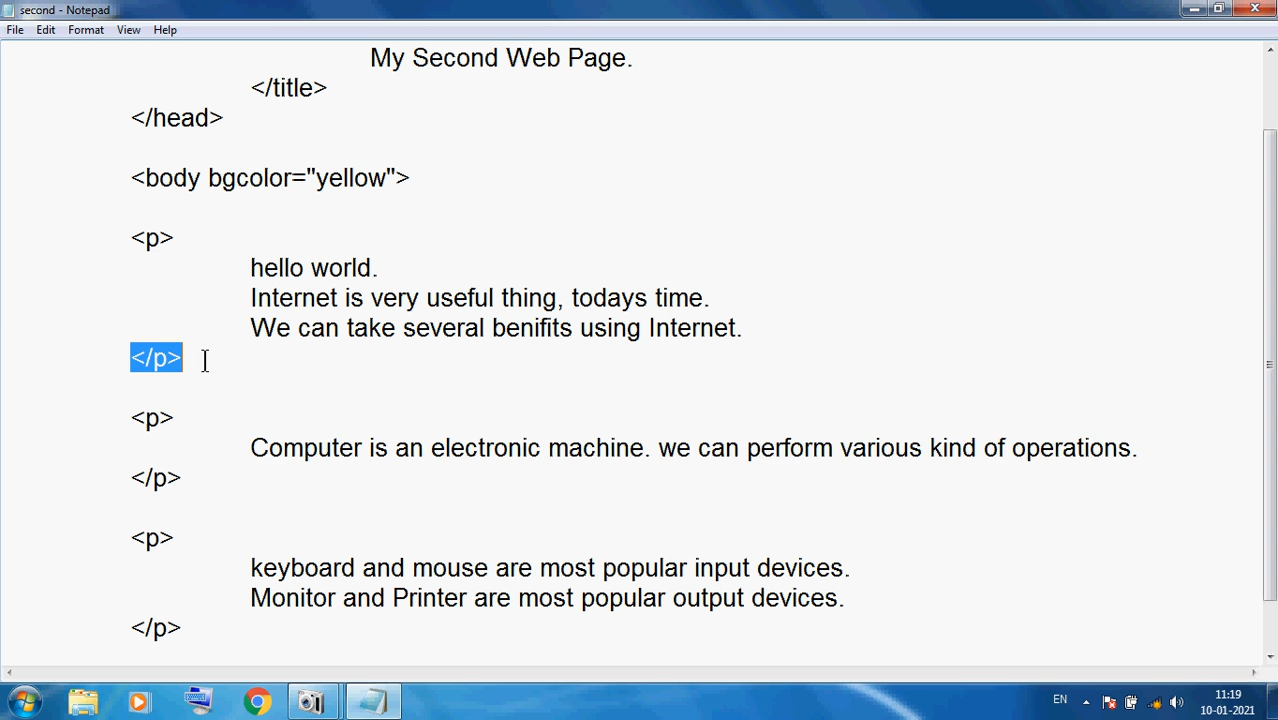 second - Notepad
File Edit Format View Help
My Second Web Page.
</title>
</head>
<body bgcolor="yellow">
<p>
hello world.
Internet is very useful thing, todays time.
We can take several benifits using Internet.
</p>
<p>
Computer is an electronic machine. we can perform various kind of operations.
</p>
<p>
keyboard and mouse are most popular input devices.
Monitor and Printer are most popular output devices.
</p>
EN
11:19
10-01-2021